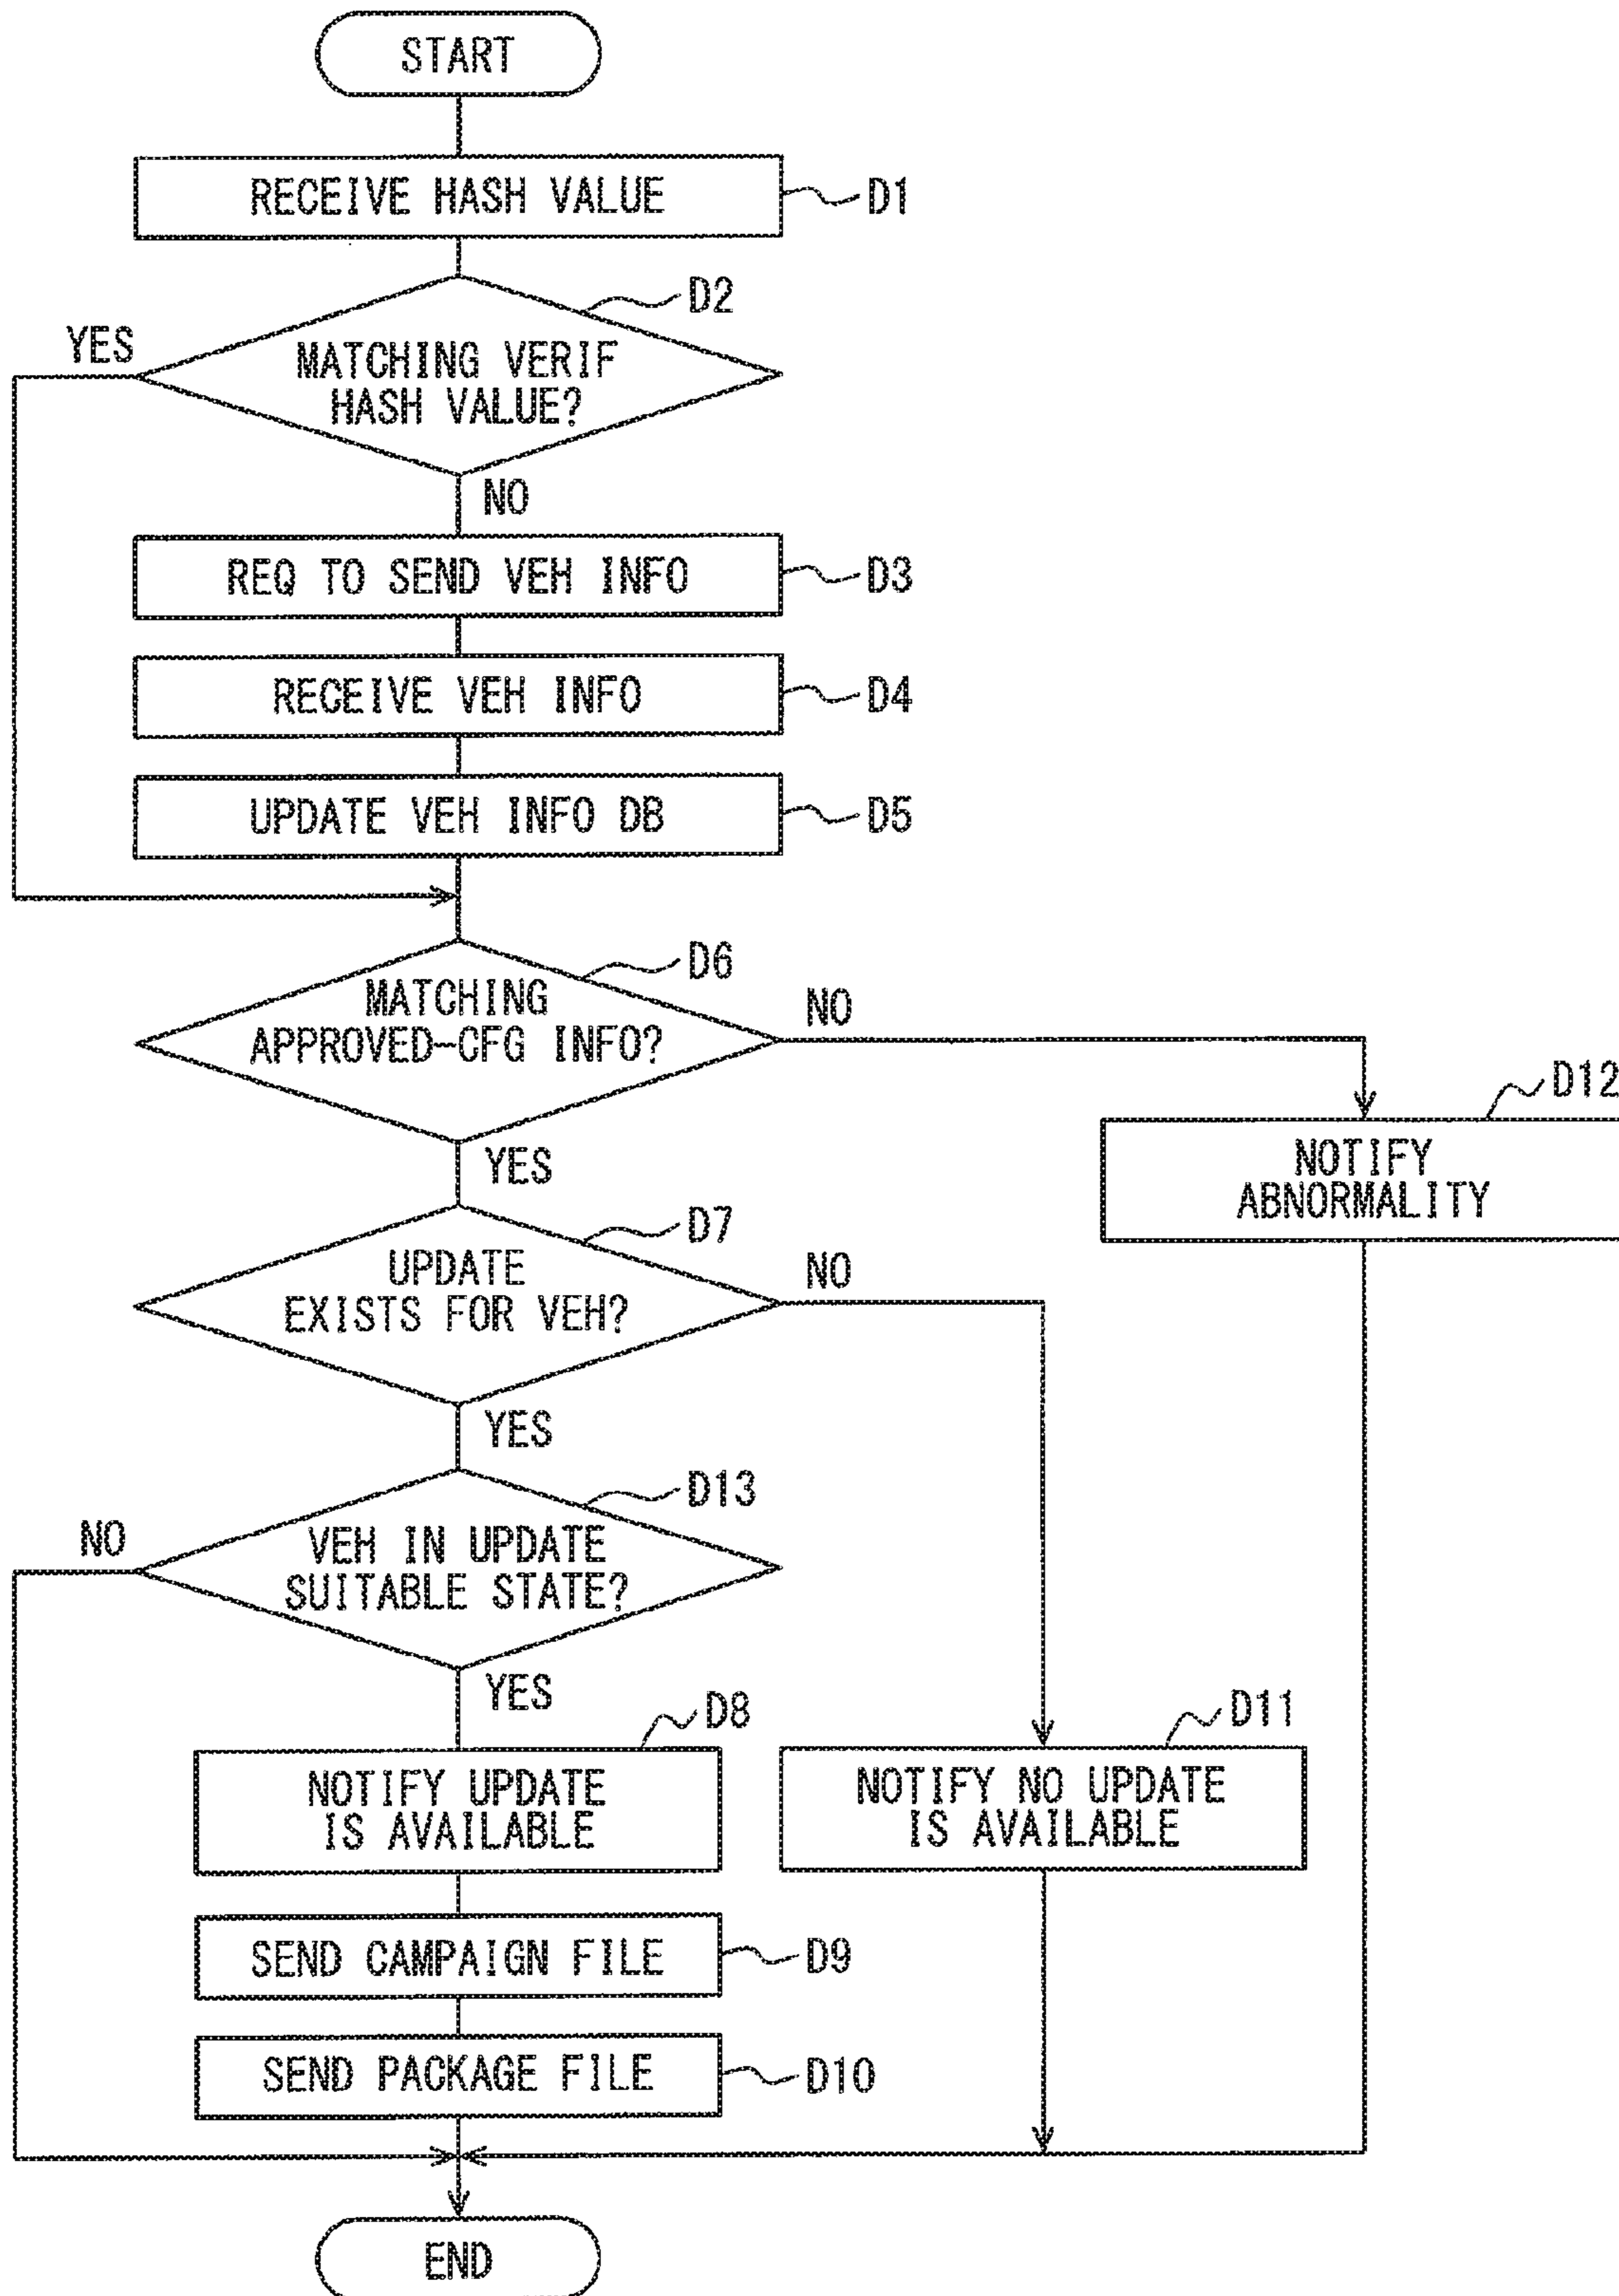 START
RECEIVE HASH VALUE
D1
D2
YES
MATCHING VERIF
HASH VALUE?
NO
REQ TO SEND VEH INFO
D3
RECEIVE VEH INFO
D4
UPDATE VEH INFO DB
D5
D6
MATCHING
APPROVED-CFG INFO?
NO
YES
D12
NOTIFY
ABNORMALITY
D7
UPDATE
EXISTS FOR VEH?
NO
YES
D13
NO
VEH IN UPDATE
SUITABLE STATE?
YES
D8
NOTIFY UPDATE
IS AVAILABLE
D11
NOTIFY NO UPDATE
IS AVAILABLE
SEND CAMPAIGN FILE
D9
SEND PACKAGE FILE
D10
END